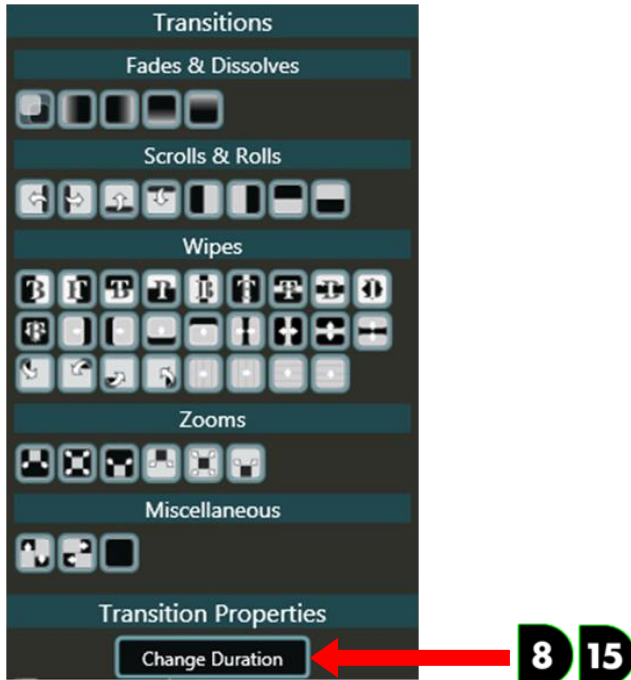 Transitions
Fades & Dissolves
Scrolls & Rolls
Wipes
Zooms
Miscellaneous
Transition Properties
Change Duration
8 15